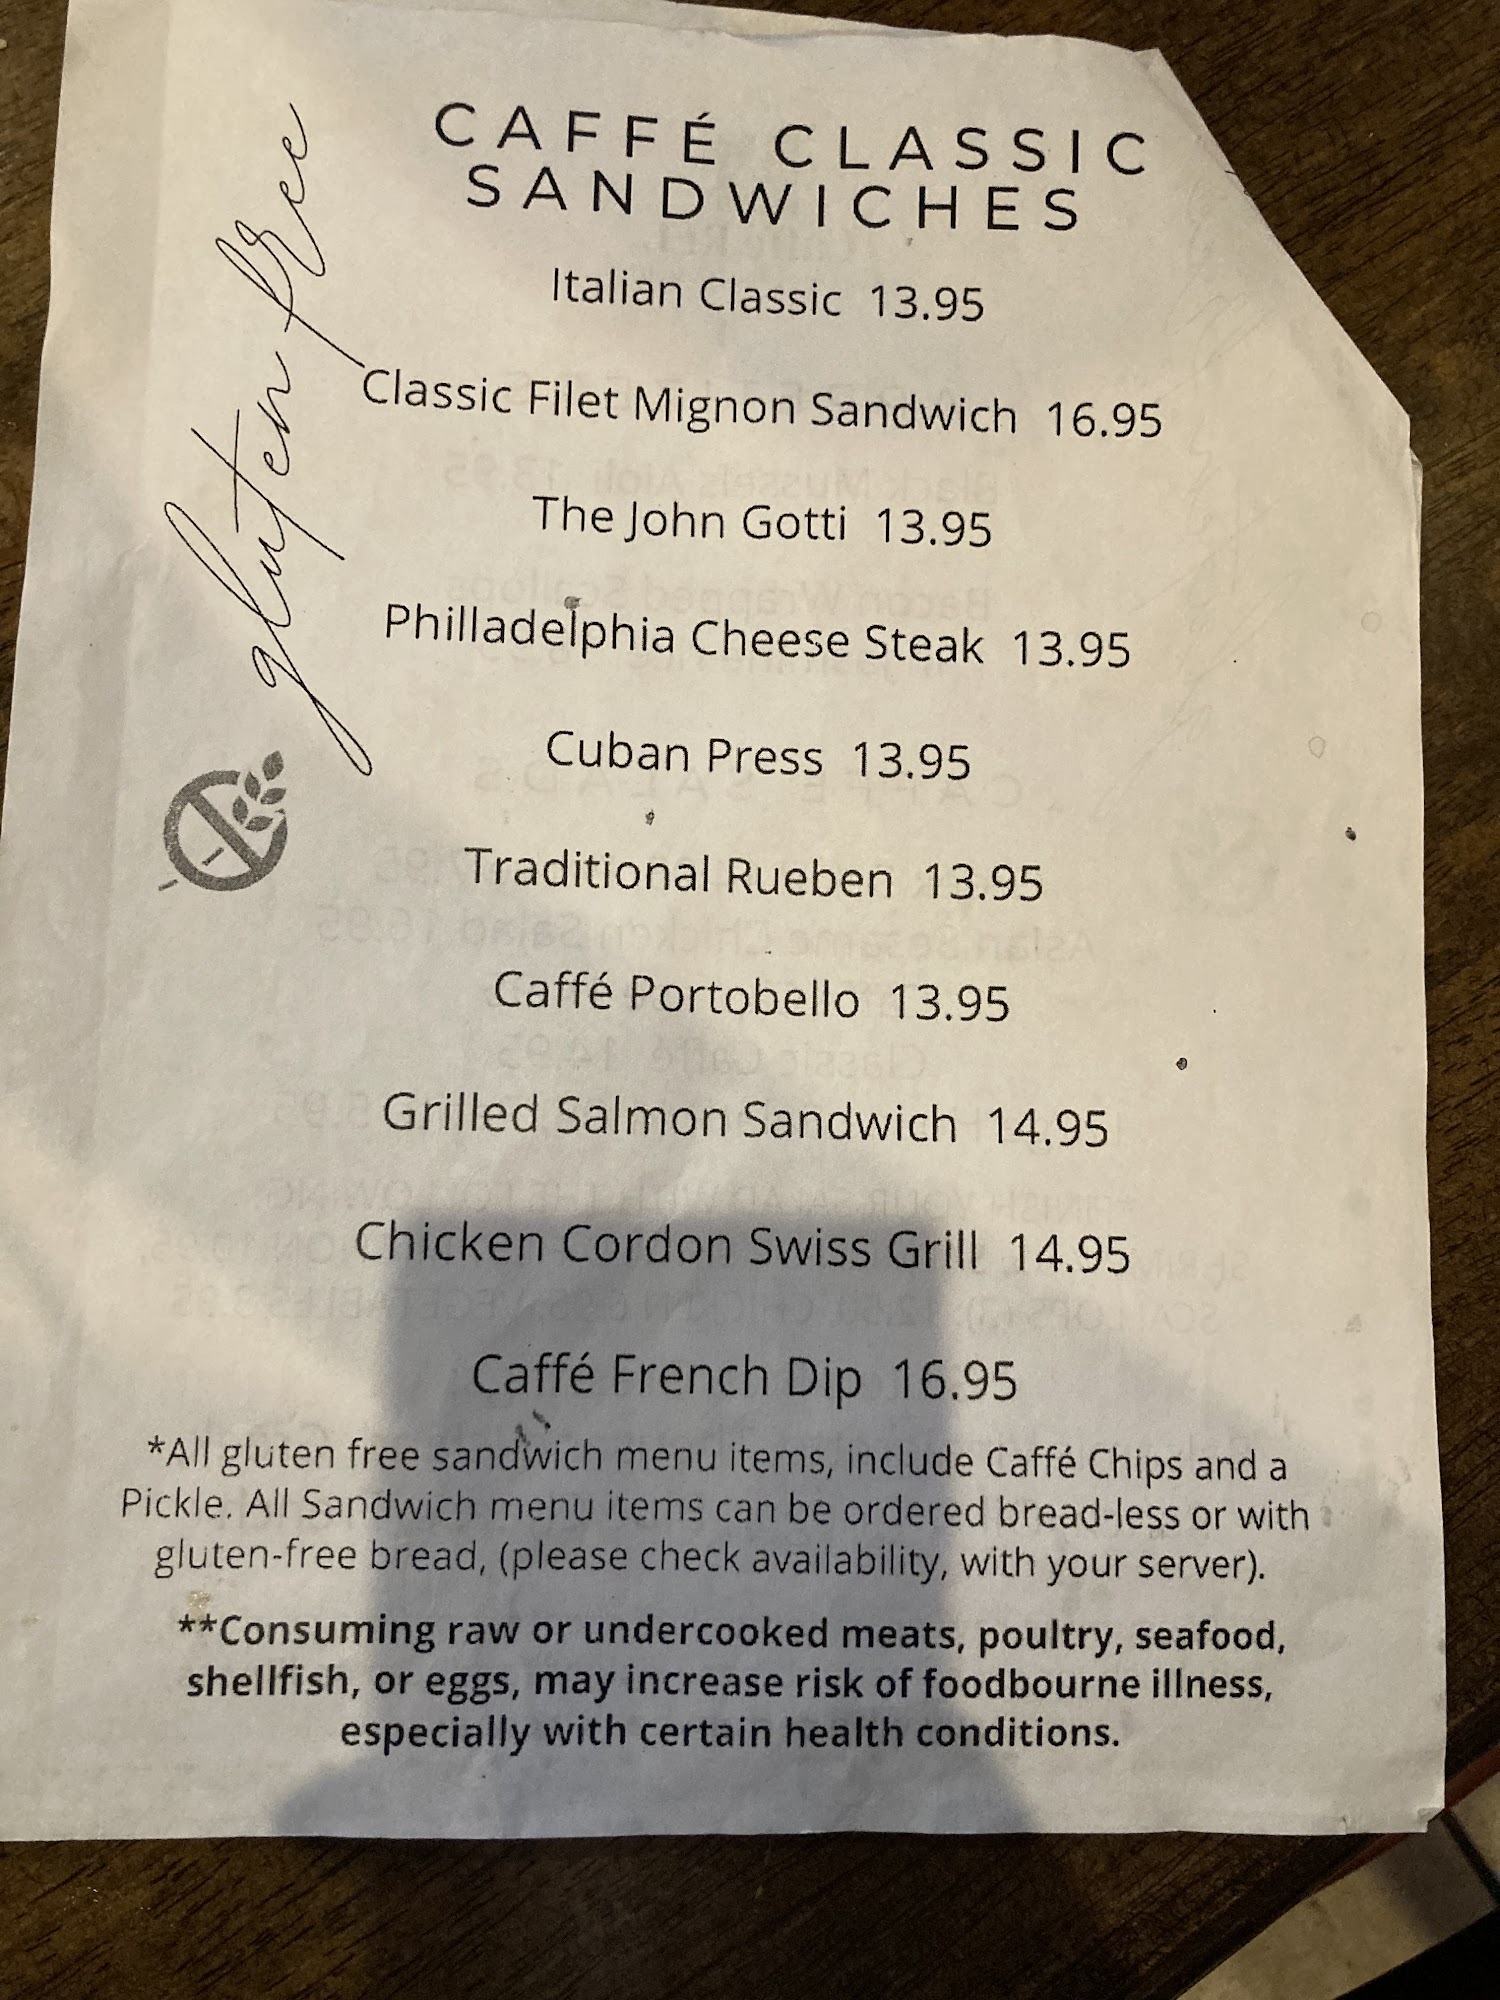 gluten free
CAFFÉ CLASSIC
SANDWICHES
Italian Classic 13.95
Classic Filet Mignon Sandwich 16.95
The John Gotti 13.95
Philladelphia Cheese Steak 13.95
Cuban Press 13.95
Traditional Rueben 13.95
Caffé Portobello 13.95
Grilled Salmon Sandwich 14.95
Chicken Cordon Swiss Grill 14.95
Caffé French Dip 16.95
*All gluten free sandwich menu items, include Caffé Chips and a
Pickle. All Sandwich menu items can be ordered bread-less or with
gluten-free bread, (please check availability, with your server).
**Consuming raw or undercooked meats, poultry, seafood,
shellfish, or eggs, may increase risk of foodbourne illness,
especially with certain health conditions.